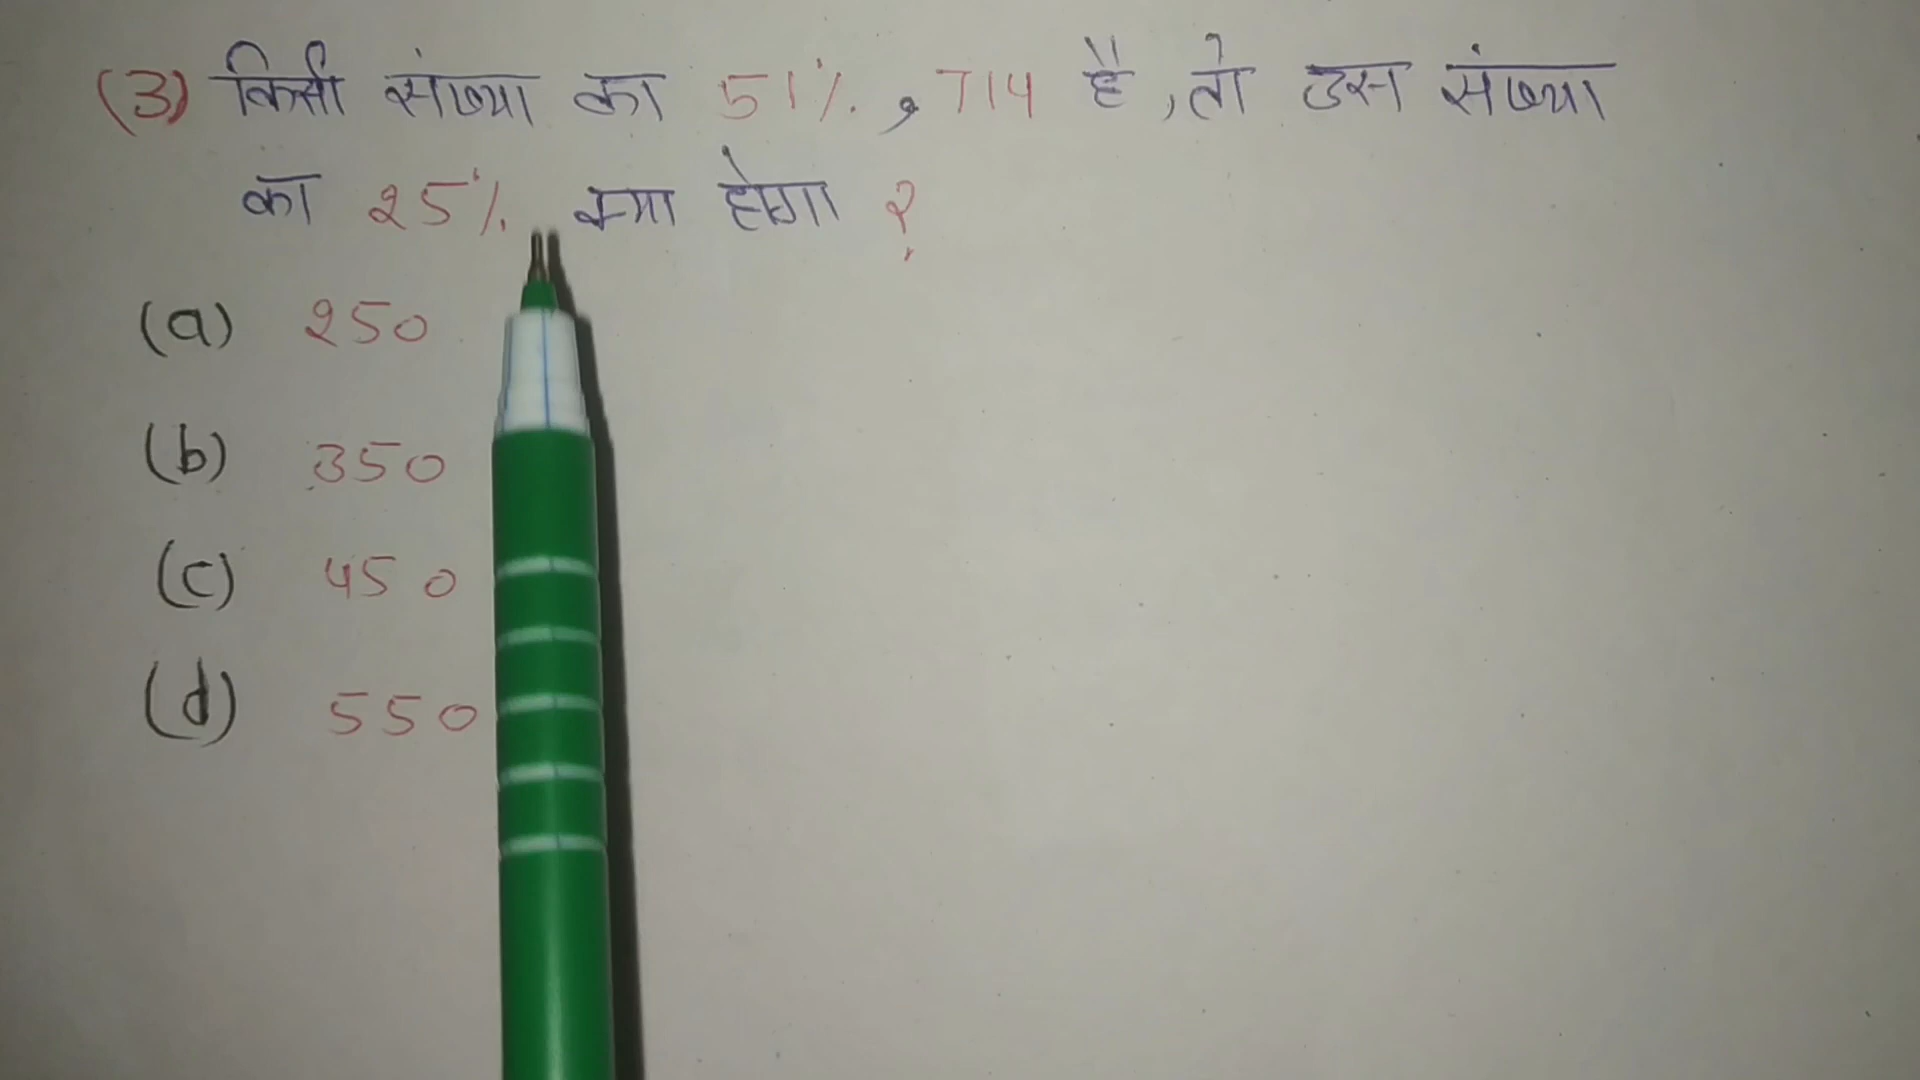 (3) किसी संख्या का 51%, 714 है, तो उस संख्या
का 25% क्या होगा ?
(a) 250
(b) 350
(c) 450
(d) 550